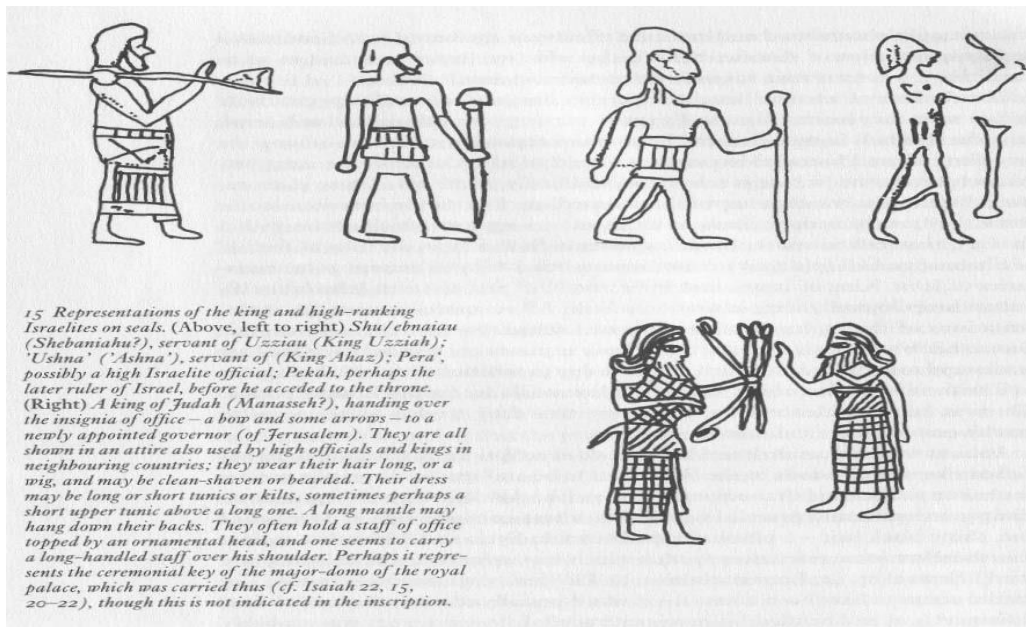 15 Representations of the king and high-ranking
Israelites on seals. (Above, left to right) Shu/ebnaiau
(Shebaniahu?), servant of Uzziau (King Uzziah);
'Ushna' ('Ashna'), servant of (King Ahaz); Pera',
possibly a high Israelite official; Pekah, perhaps the
later ruler of Israel, before he acceded to the throne.
(Right) A king of Judah (Manasseh?), handing over
the insignia of office – a bow and some arrows – to a
newly appointed governor (of Jerusalem). They are all
shown in an attire also used by high officials and kings in
neighbouring countries; they wear their hair long, or a
wig, and may be clean-shaven or bearded. Their dress
may be long or short tunics or kilts, sometimes perhaps a
short upper tunic above a long one. A long mantle may
hang down their backs. They often hold a staff of office
topped by an ornamental head, and one seems to carry
a long-handled staff over his shoulder. Perhaps it repre-
sents the ceremonial key of the major-domo of the royal
palace, which was carried thus (cf. Isaiah 22, 15,
20–22), though this is not indicated in the inscription.